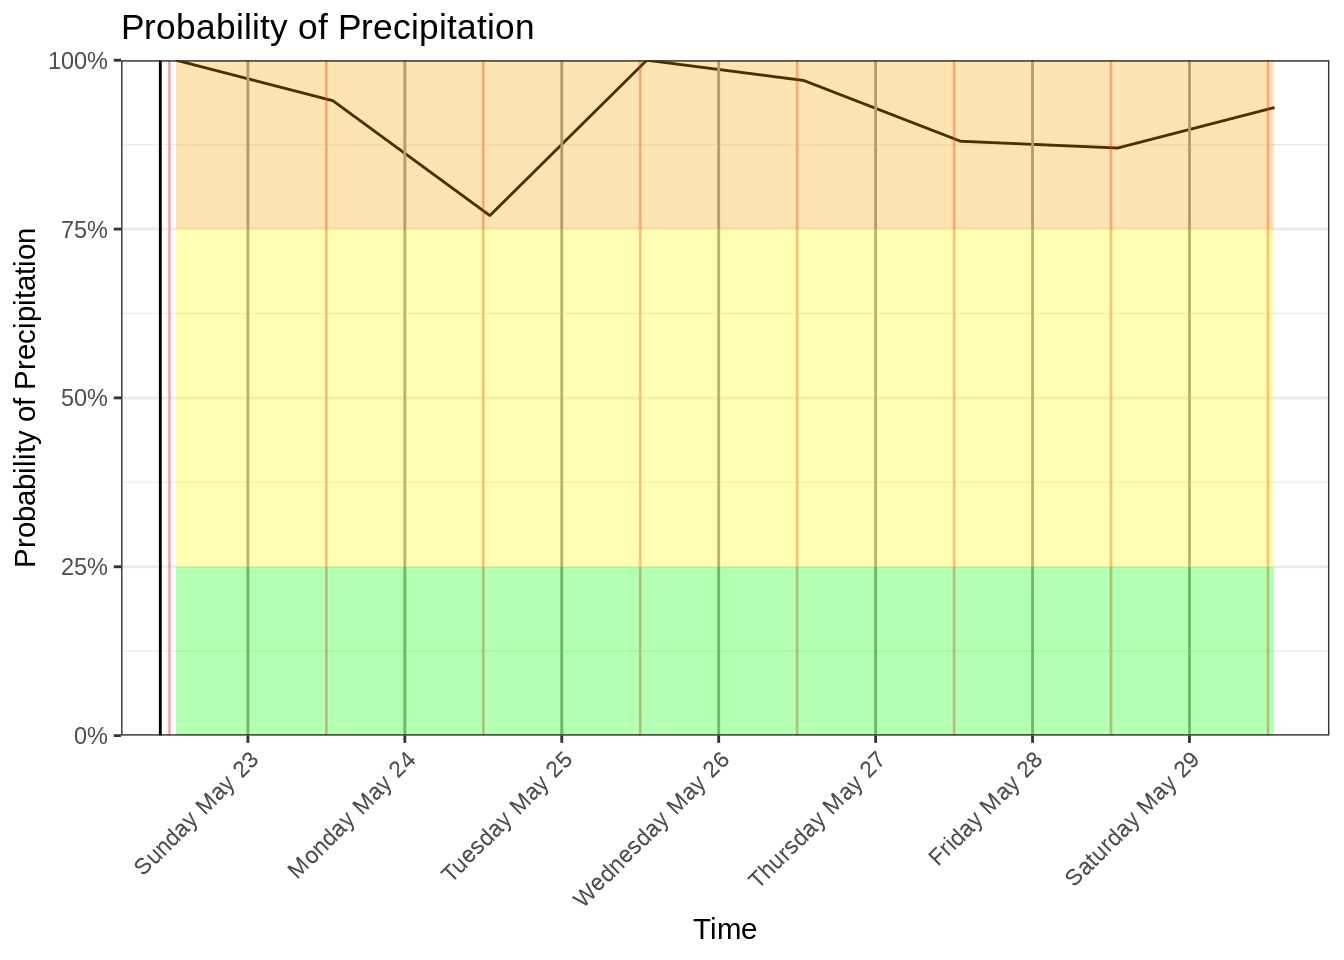 Probability of Precipitation
Probability of Precipitation
100%
75%
50%
25%
0%
Sunday May 23
Monday May 24
Tuesday May 25
Wednesday May 26
Thursday May 27
Friday May 28
Saturday May 29
Time